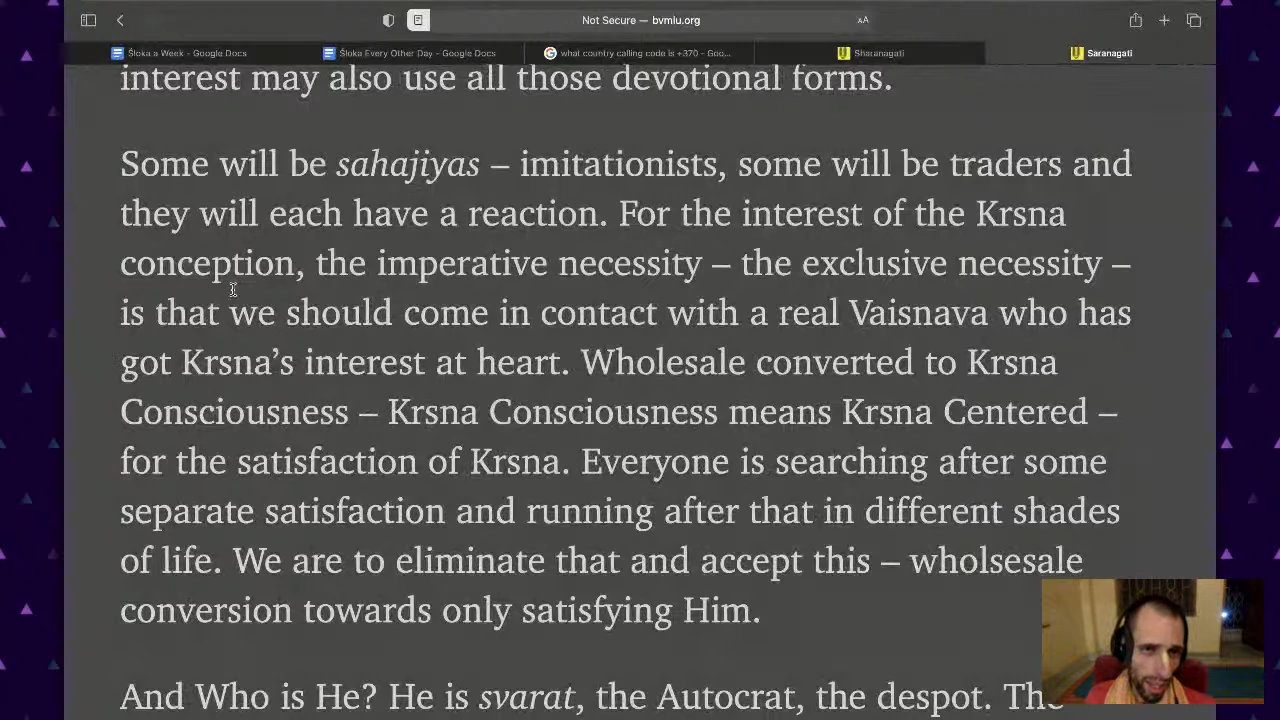 Not Secure — bvmlu.org
Śloka a Week - Google Docs
Śloka Every Other Day - Google Docs
what country calling code is +370 - Goo...
Sharanagati
Saranagati
interest may also use all those devotional forms.
Some will be sahajiyas – imitationists, some will be traders and
they will each have a reaction. For the interest of the Krsna
conception, the imperative necessity – the exclusive necessity –
is that we should come in contact with a real Vaisnava who has
got Krsna’s interest at heart. Wholesale converted to Krsna
Consciousness – Krsna Consciousness means Krsna Centered –
for the satisfaction of Krsna. Everyone is searching after some
separate satisfaction and running after that in different shades
of life. We are to eliminate that and accept this – wholsesale
conversion towards only satisfying Him.
And Who is He? He is svarat, the Autocrat, the despot. The